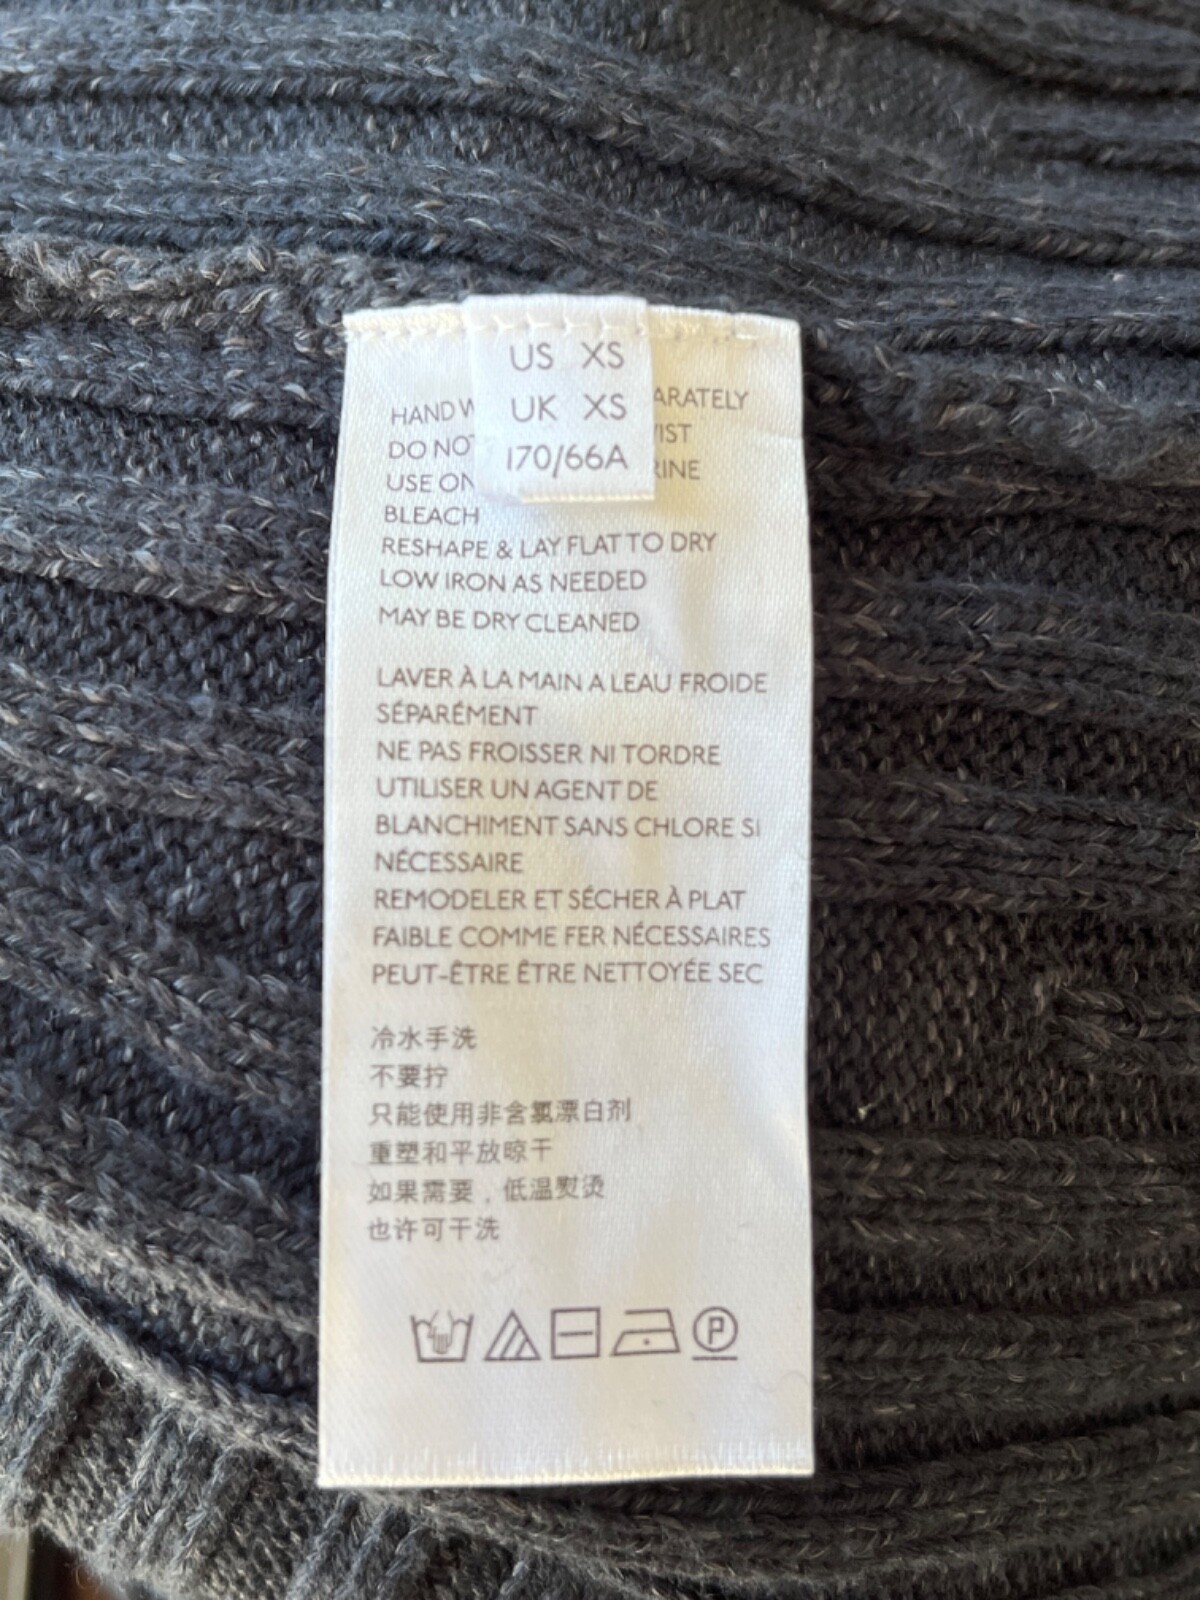 US XS
UK XS
170/66A
HAND
DO NOT
USE
BLEACH
RESHAPE & LAY FLAT TO DRY
LOW IRON AS NEEDED
MAY BE DRY CLEANED
LAVER À LA MAIN A LEAU FROIDE
SÉPARÉMENT
NE PAS FROISSER NI TORDRE
UTILISER UN AGENT DE
BLANCHIMENT SANS CHLORE SI
NÉCESSAIRE
REMODELER ET SÉCHER À PLAT
FAIBLE COMME FER NÉCESSAIRES
PEUT-ÊTRE ÊTRE NETTOYÉE SEC
冷水手洗
不要拧
只能使用非含氯漂白剂
重塑和平放晾干
如果需要，低温熨烫
也许可干洗
P